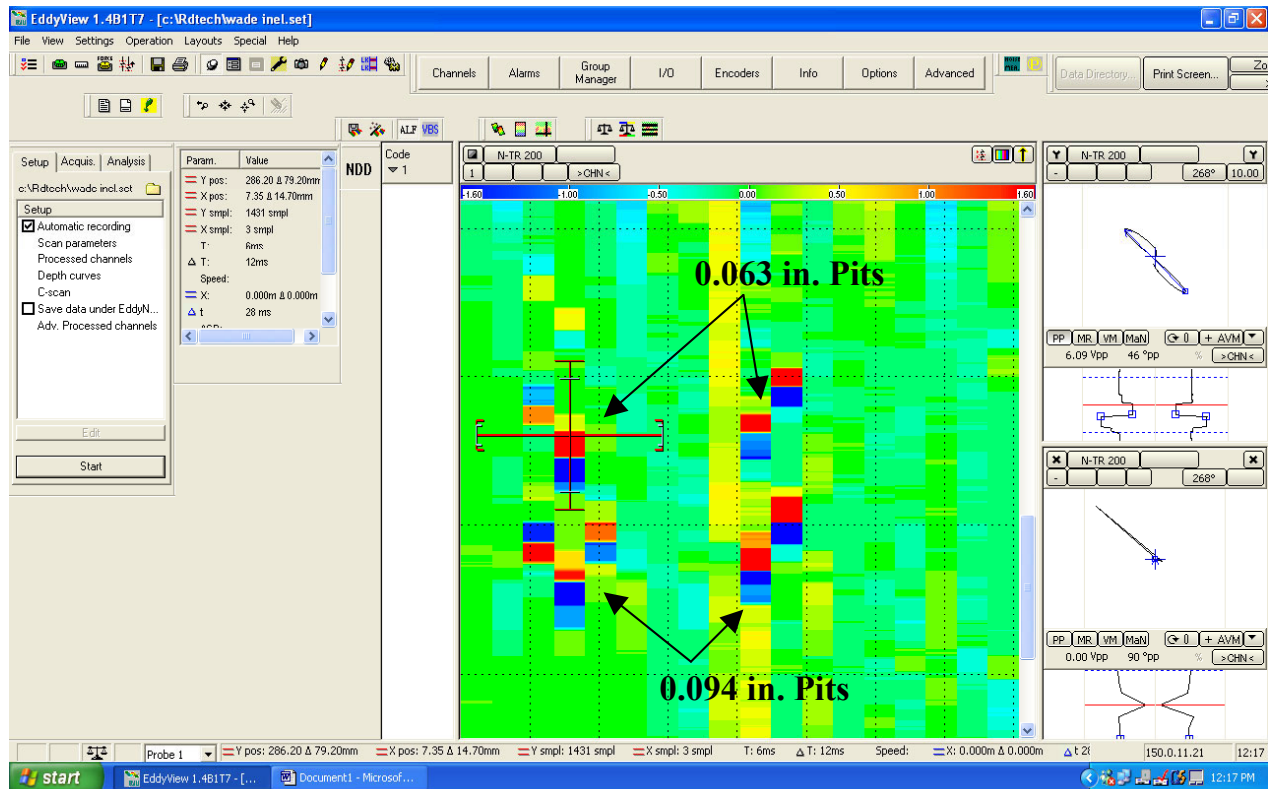 EddyView 1.4B1T7 - [c:\Rdtech\wade inel.set]
File View Settings Operation Layouts Special Help
Channels Alarms Group Manager I/O Encoders Info Options Advanced Data Directory... Print Screen... Zo
ALF VBS
Setup Acquis. Analysis
c:\Rdtech\wade inel.set
Setup
Automatic recording
Scan parameters
Processed channels
Depth curves
C-scan
Save data under EddyN...
Adv. Processed channels
Edit
Start
Param. Value
Y pos: 286.20 Δ 79.20mm
X pos: 7.35 Δ 14.70mm
Y smpl: 1431 smpl
X smpl: 3 smpl
T: 6ms
Δ T: 12ms
Speed:
X: 0.000m Δ 0.000m
Δ t 28 ms
NDD
Code
1
N-TR 200
1 >CHN<
-1.60 -1.00 -0.50 0.00 0.50 1.00 1.60
0.063 in. Pits
0.094 in. Pits
Y N-TR 200 Y
- 268° 10.00
PP MR VM MaN 0 + AVM
6.09 Vpp 46 °pp % >CHN<
N-TR 200
- 268°
PP MR VM MaN 0 + AVM
0.00 Vpp 90 °pp % >CHN<
Probe 1 Y pos: 286.20 Δ 79.20mm X pos: 7.35 Δ 14.70mm Y smpl: 1431 smpl X smpl: 3 smpl T: 6ms Δ T: 12ms Speed: X: 0.000m Δ 0.000m Δ t 28 150.0.11.21 12:17
start EddyView 1.4B1T7 - [... Document1 - Microsof... 12:17 PM